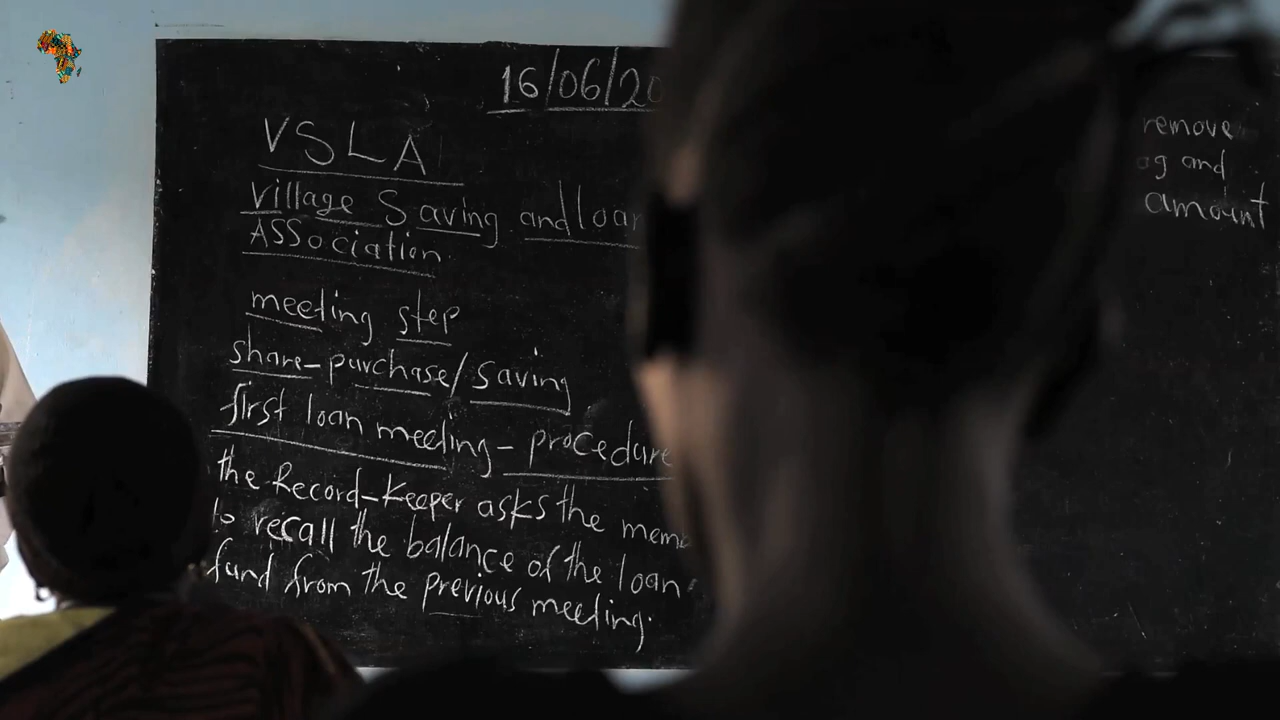 16/06/20
VSLA
Village Saving and loan
ASSociation.
meeting step
share-purchase/saving
first loan meeting-procedure
the Record-Keeper asks the
to recall the balance of the loan
fund from the previous meeting.
remove
and
amount